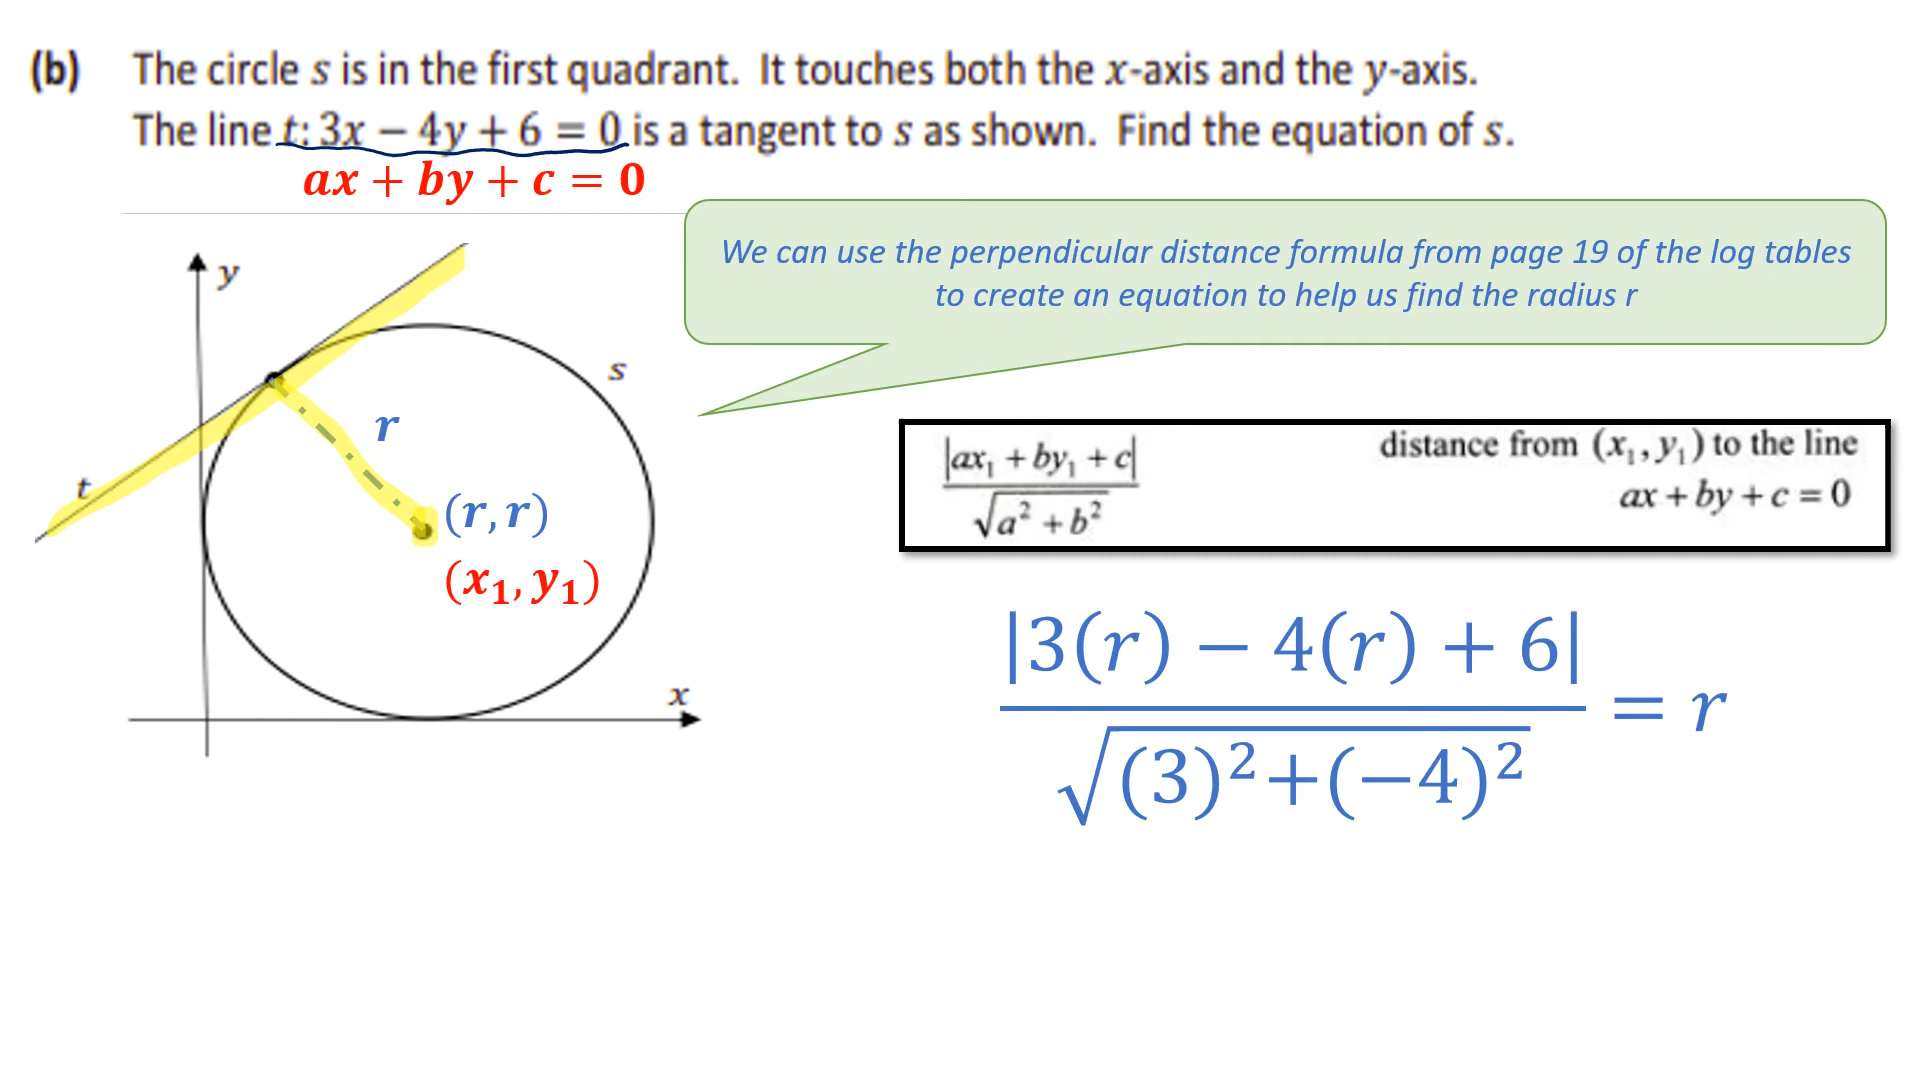 (b) The circle s is in the first quadrant. It touches both the x-axis and the y-axis.
The line t: 3x − 4y + 6 = 0 is a tangent to s as shown. Find the equation of s.
ax + by + c = 0
We can use the perpendicular distance formula from page 19 of the log tables
to create an equation to help us find the radius r
y
s
r
t
(r, r)
(x₁, y₁)
x
|ax₁ + by₁ + c|
√a² + b²
distance from (x₁, y₁) to the line
ax + by + c = 0
|3(r) − 4(r) + 6|
√(3)²+(−4)²
= r